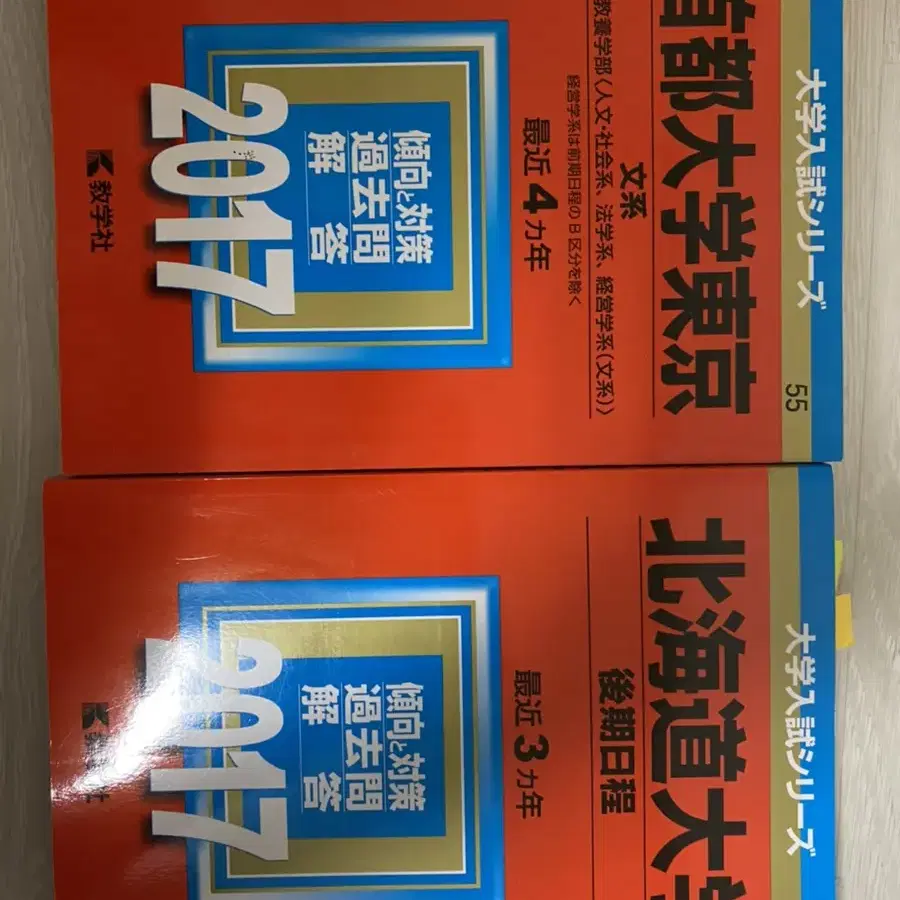 大学入試シリーズ
55
都大学東京
文系
教養学部〈人文・社会系、法学系、経営学系(文系)〉
経営学系は前期日程のB区分を除く
最近4カ年
傾向と対策
過去問
解答
2017
教学社
大学入試シリーズ
北海道大学
後期日程
最近3カ年
傾向と対策
過去問
解答
2017